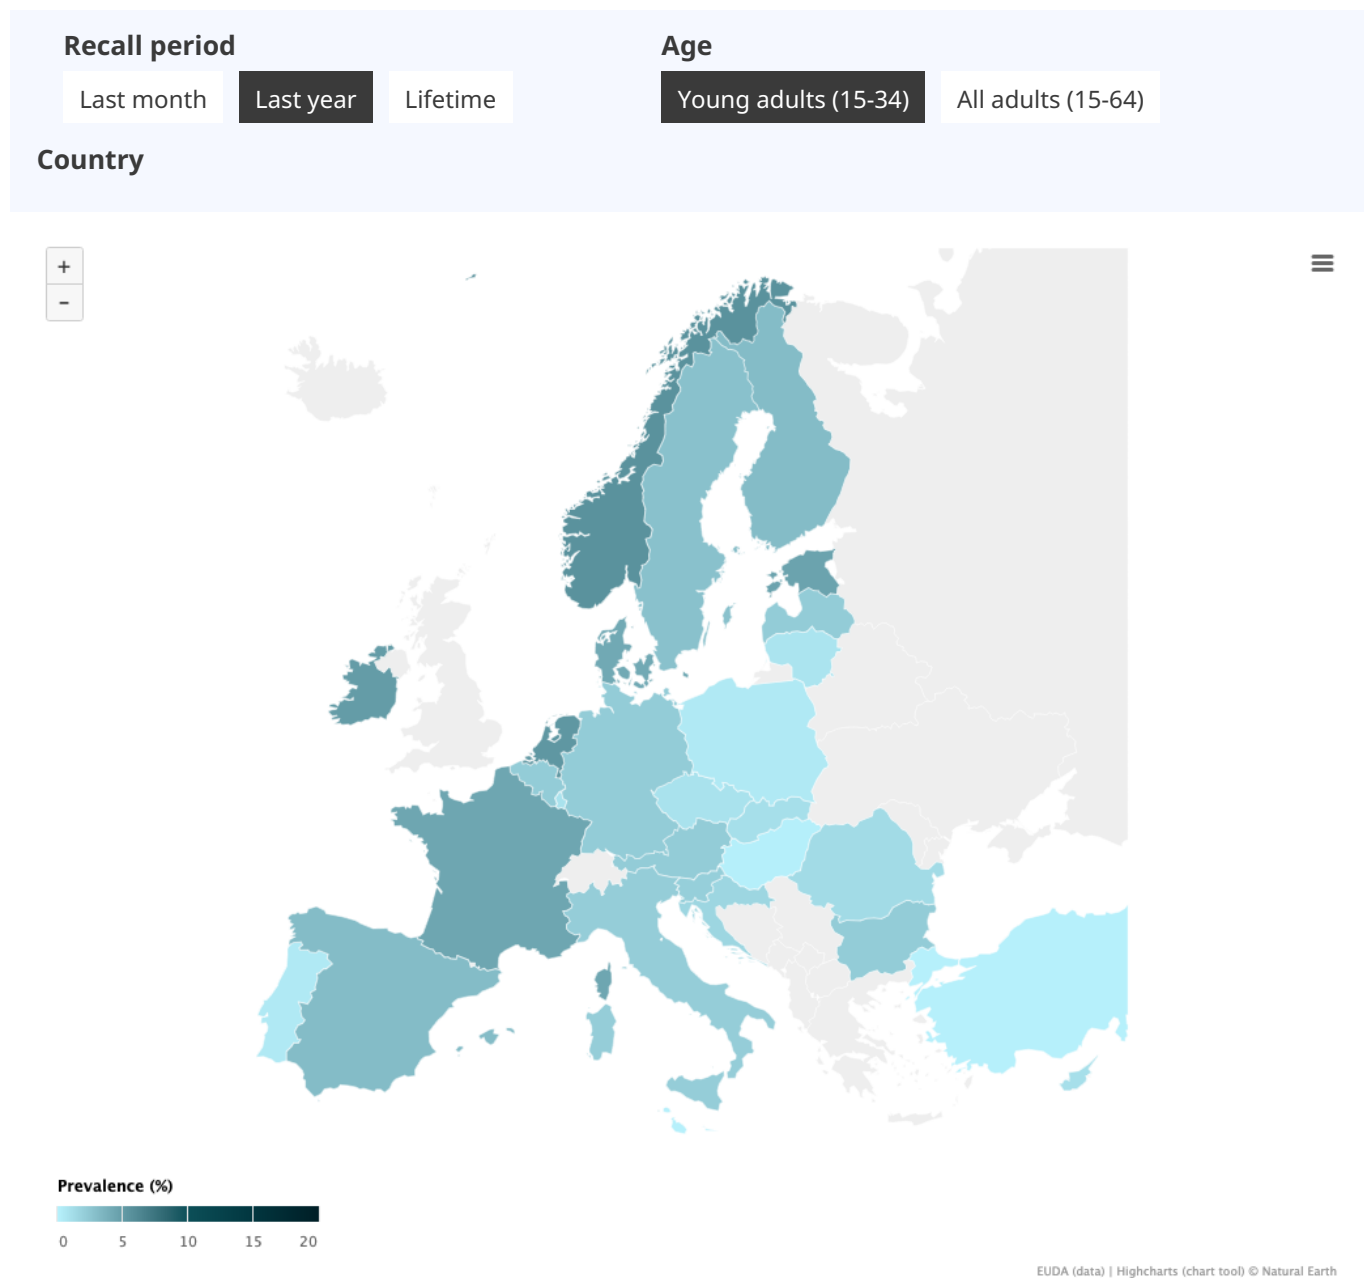 Recall period
Age
Last month
Last year
Lifetime
Young adults (15-34)
All adults (15-64)
Country
+
−
Prevalence (%)
0 5 10 15 20
EUDA (data) | Highcharts (chart tool) © Natural Earth